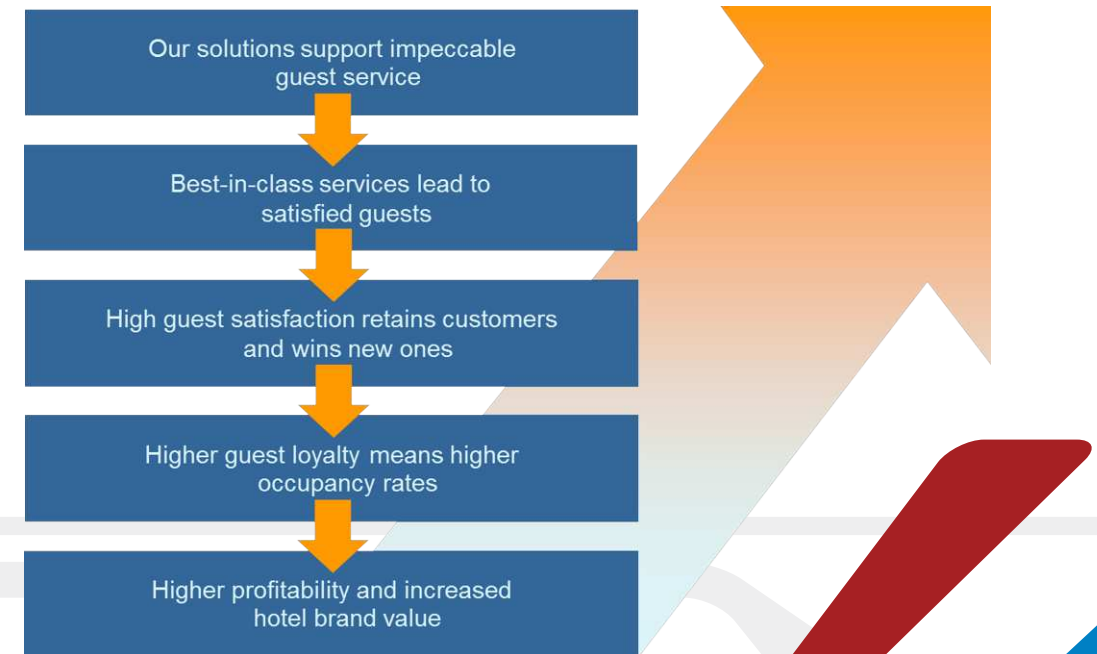 Our solutions support impeccable
guest service
Best-in-class services lead to
satisfied guests
High guest satisfaction retains customers
and wins new ones
Higher guest loyalty means higher
occupancy rates
Higher profitability and increased
hotel brand value